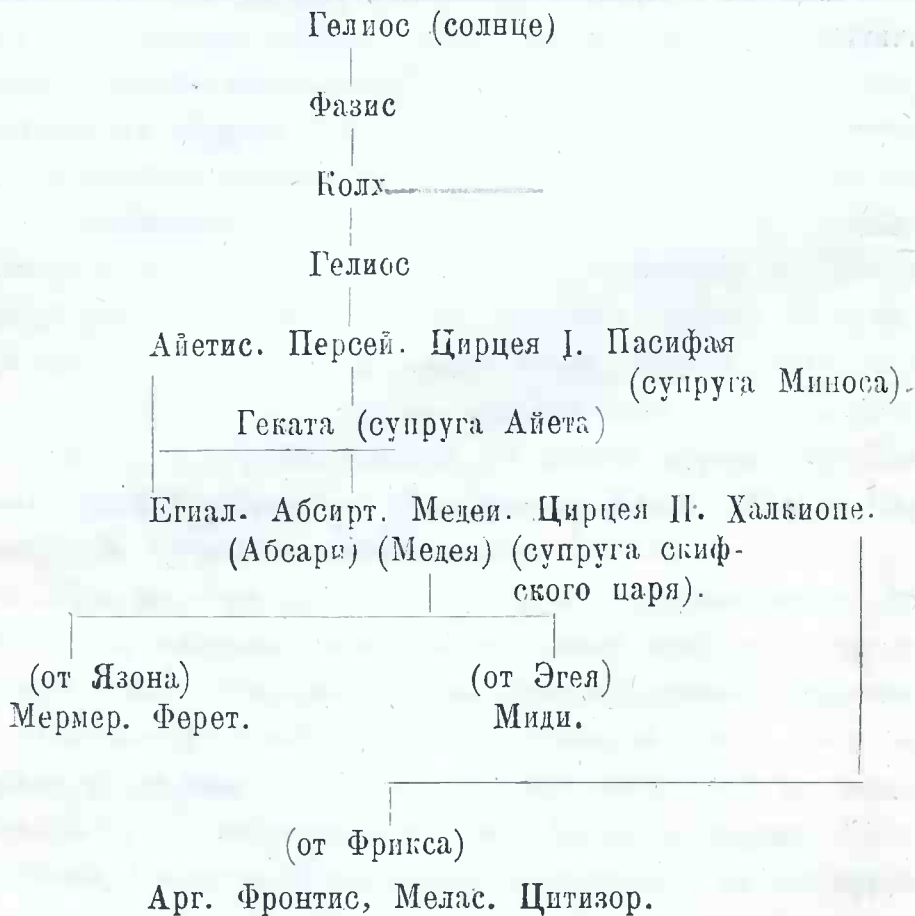 Гелиос (солнце)
Фазис
Колх
Гелиос
Айетис. Персей. Цирцея I. Пасифая
(супруга Миноса).
Геката (супруга Айета)
Егиал. Абсирт. Медеи. Цирцея II. Халкиопе.
(Абсари) (Медея) (супруга скиф-
ского царя).
(от Язона) (от Эгея)
Мермер. Ферет. Миди.
(от Фрикса)
Арг. Фронтис, Мелас. Цитизор.